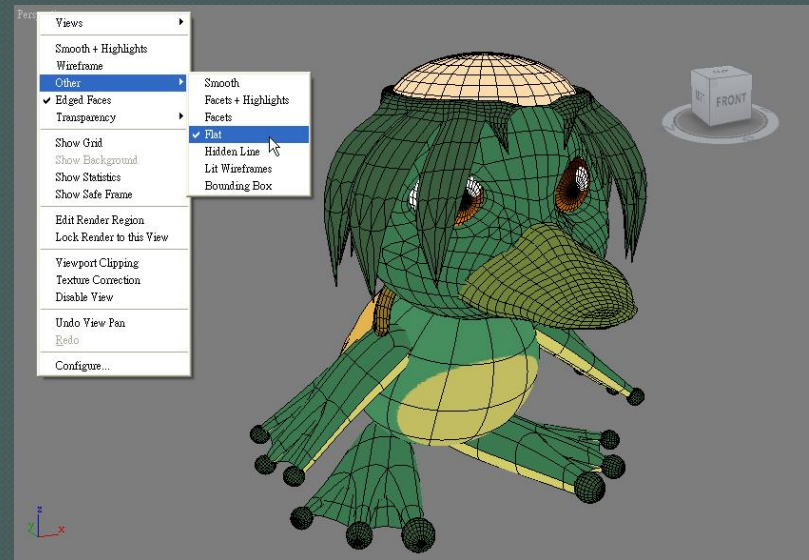 Views
Smooth + Highlights
Wireframe
Other
Edged Faces
Transparency
Show Grid
Show Background
Show Statistics
Show Safe Frame
Edit Render Region
Lock Render to this View
Viewport Clipping
Texture Correction
Disable View
Undo View Pan
Redo
Configure...
Smooth
Facets + Highlights
Facets
Flat
Hidden Line
Lit Wireframes
Bounding Box
FRONT
z
y
x